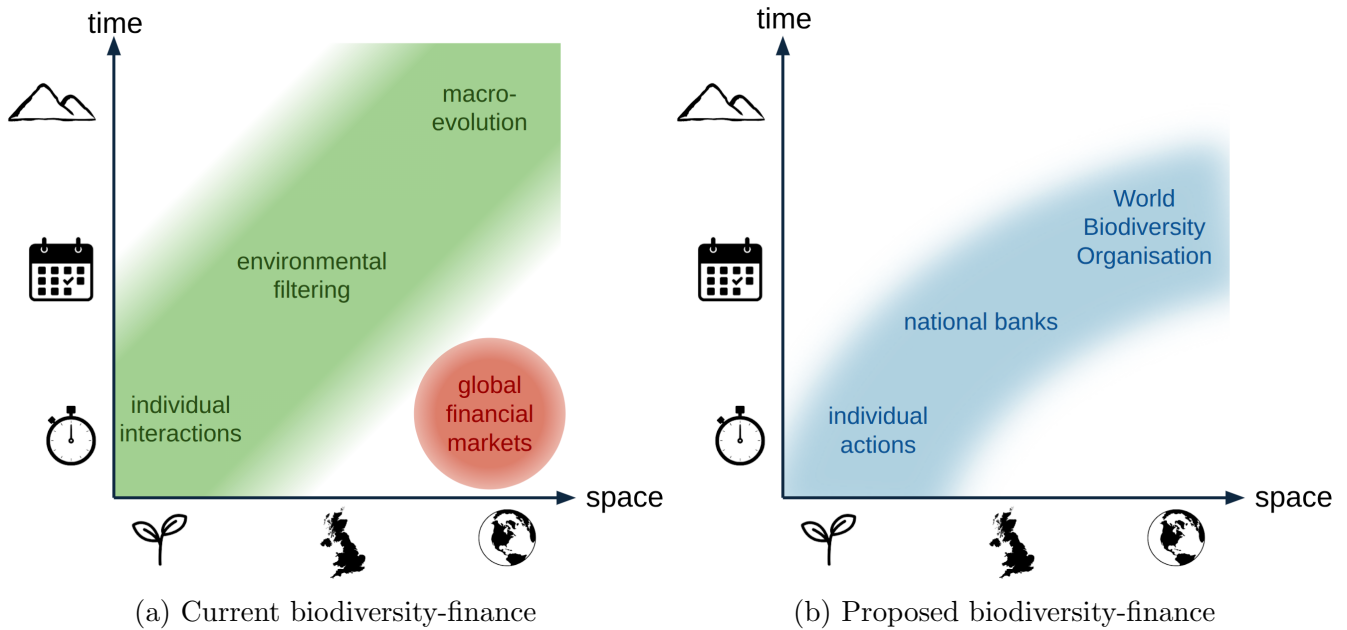 time
macro-
evolution
environmental
filtering
individual
interactions
global
financial
markets
space
(a) Current biodiversity-finance
time
World
Biodiversity
Organisation
national banks
individual
actions
space
(b) Proposed biodiversity-finance